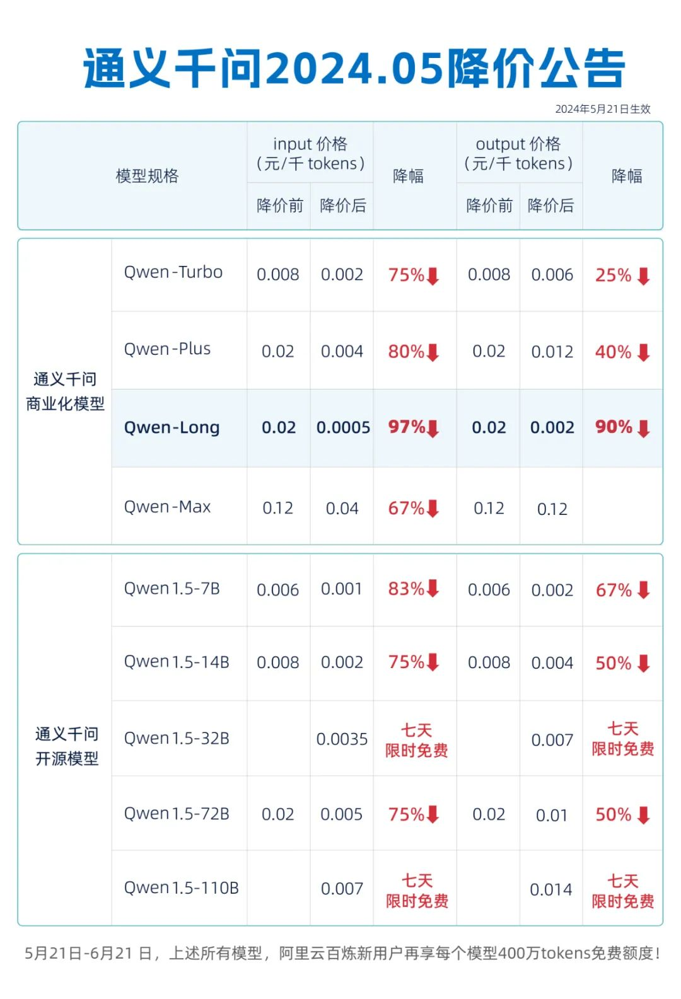 通义千问2024.05降价公告
2024年5月21日生效
模型规格
input 价格
（元/千 tokens）
降价前 降价后
降幅
output 价格
（元/千 tokens）
降价前 降价后
降幅
通义千问
商业化模型
Qwen-Turbo 0.008 0.002 75% 0.008 0.006 25%
Qwen-Plus 0.02 0.004 80% 0.02 0.012 40%
Qwen-Long 0.02 0.0005 97% 0.02 0.002 90%
Qwen-Max 0.12 0.04 67% 0.12 0.12
通义千问
开源模型
Qwen1.5-7B 0.006 0.001 83% 0.006 0.002 67%
Qwen1.5-14B 0.008 0.002 75% 0.008 0.004 50%
Qwen1.5-32B 0.0035 七天 限时免费 0.007 七天 限时免费
Qwen1.5-72B 0.02 0.005 75% 0.02 0.01 50%
Qwen1.5-110B 0.007 七天 限时免费 0.014 七天 限时免费
5月21日-6月21 日，上述所有模型，阿里云百炼新用户再享每个模型400万tokens免费额度！